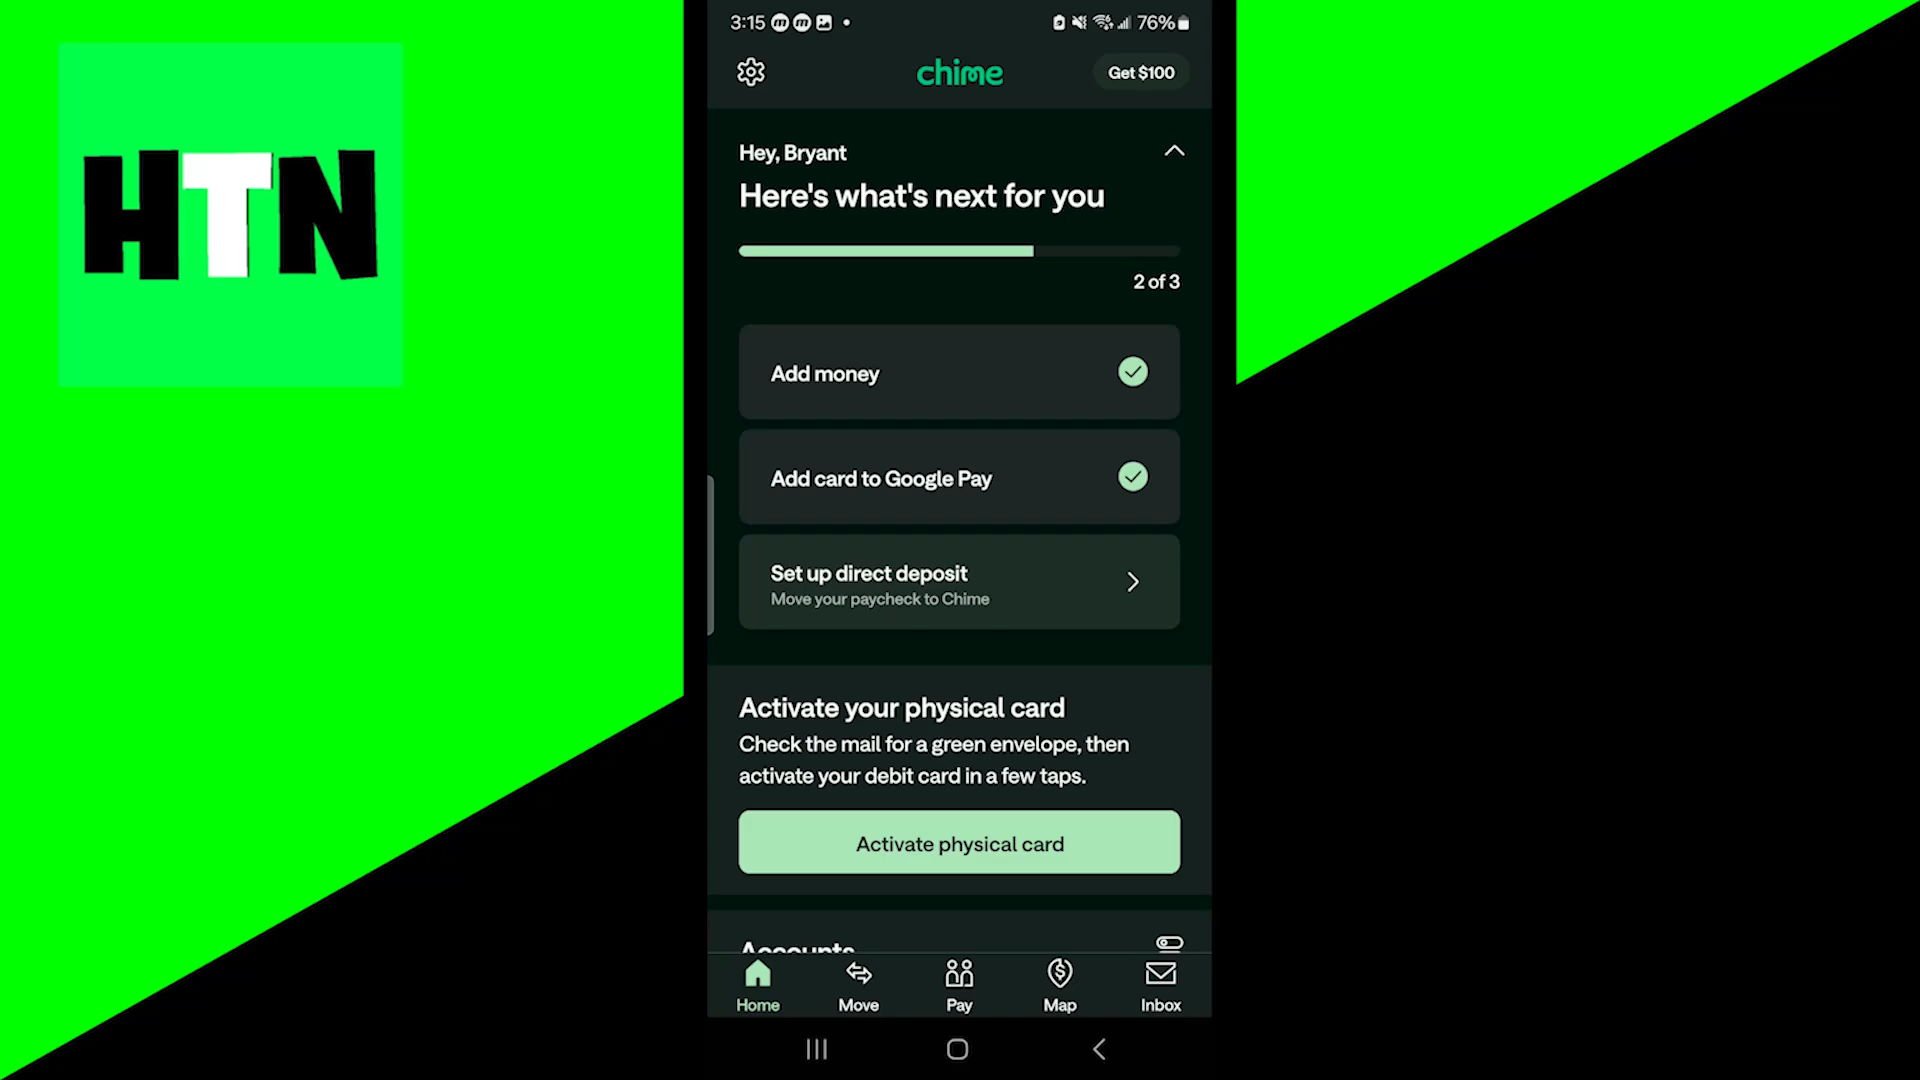 HTN
3:15
76%
chime
Get $100
Hey, Bryant
Here's what's next for you
2 of 3
Add money
Add card to Google Pay
Set up direct deposit
Move your paycheck to Chime
Activate your physical card
Check the mail for a green envelope, then
activate your debit card in a few taps.
Activate physical card
Accounts
Home
Move
Pay
Map
Inbox